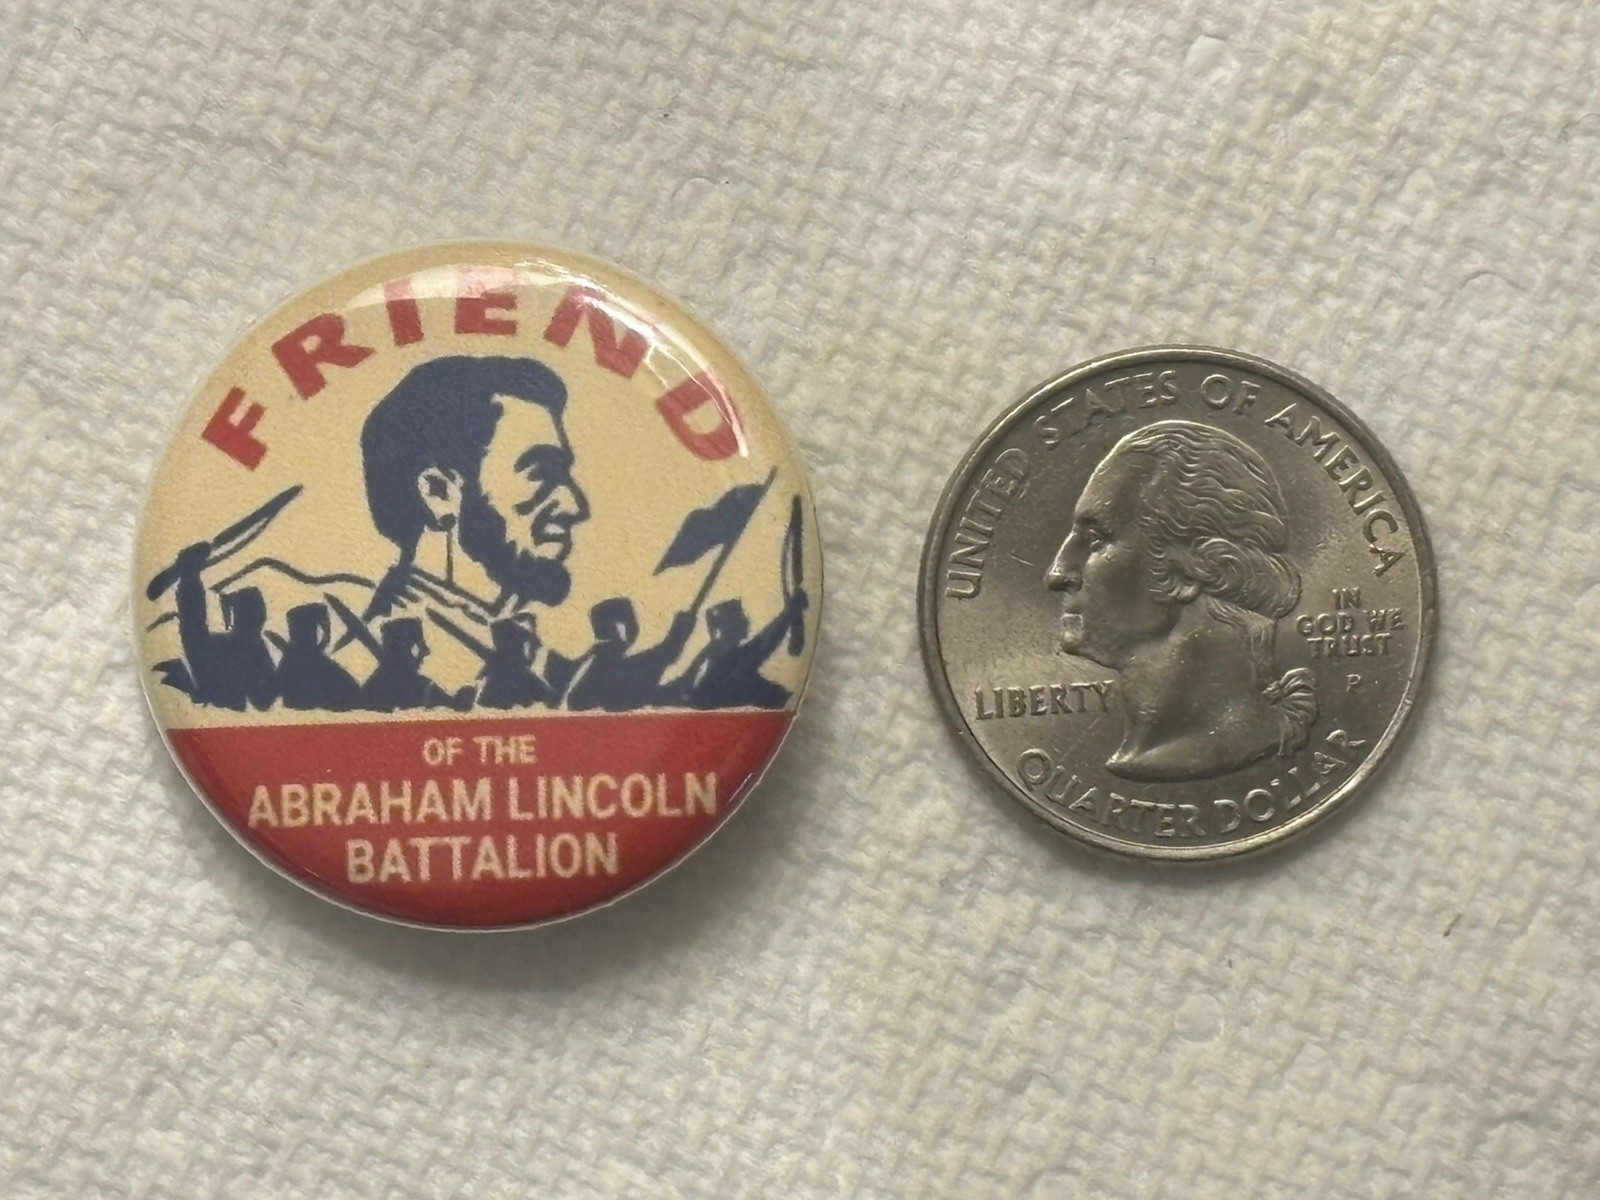 FRIEND
OF THE
ABRAHAM LINCOLN
BATTALION
UNITED STATES OF AMERICA
LIBERTY
IN
GOD WE
TRUST
P
QUARTER DOLLAR